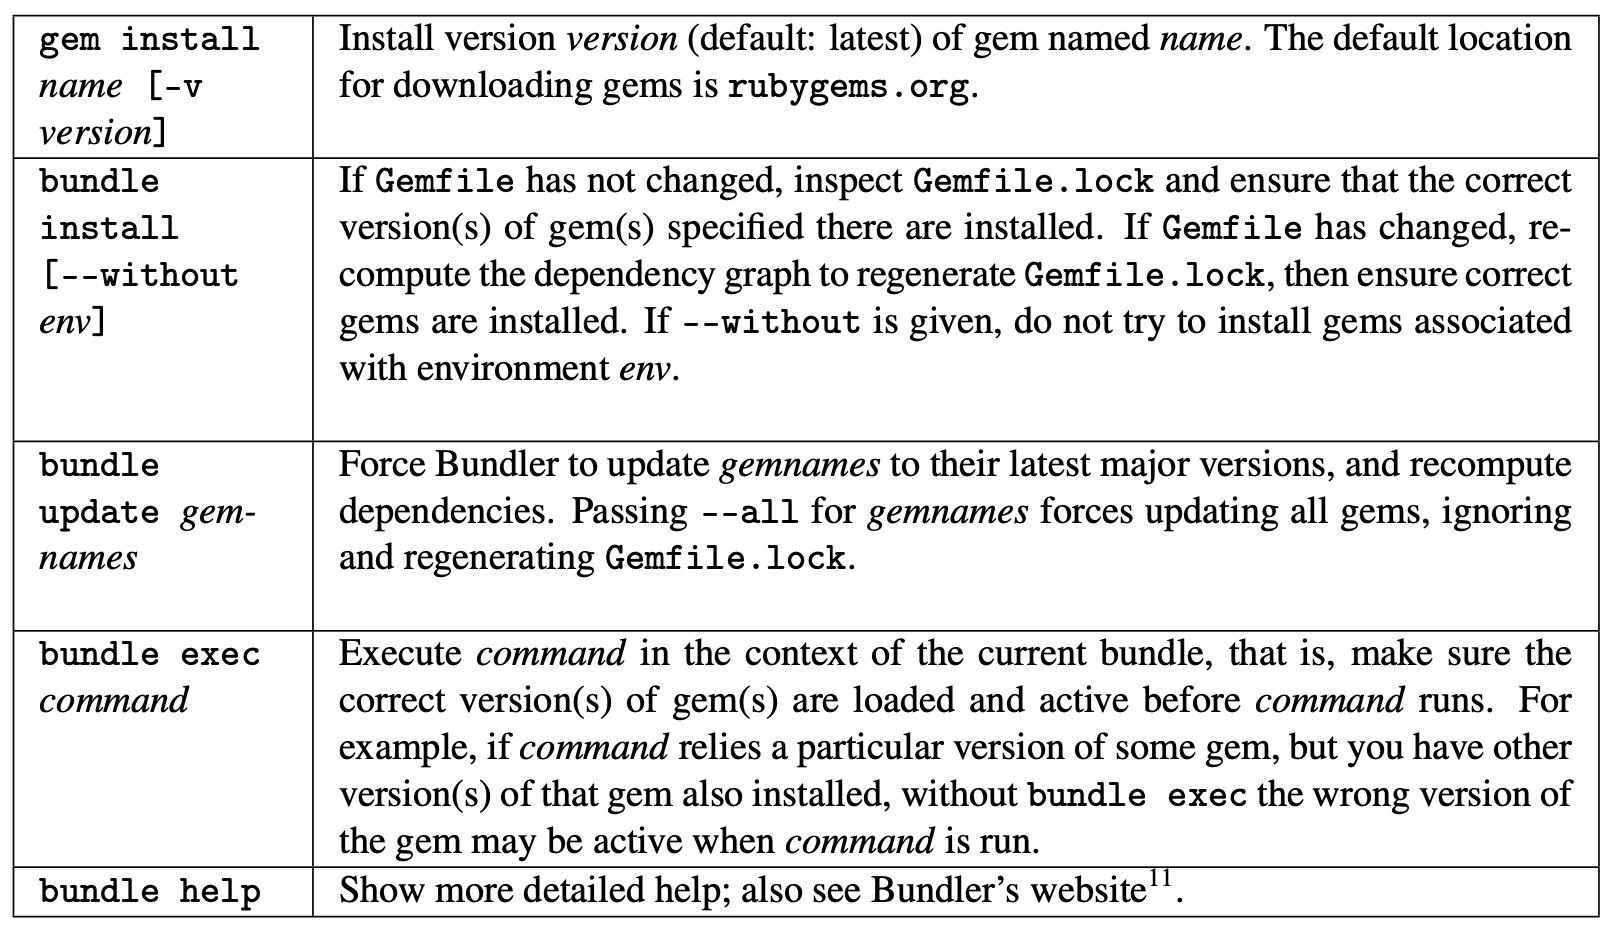 gem install
name [-v
version]
Install version version (default: latest) of gem named name. The default location
for downloading gems is rubygems.org.
bundle
install
[--without
env]
If Gemfile has not changed, inspect Gemfile.lock and ensure that the correct
version(s) of gem(s) specified there are installed. If Gemfile has changed, re-
compute the dependency graph to regenerate Gemfile.lock, then ensure correct
gems are installed. If --without is given, do not try to install gems associated
with environment env.
bundle
update gem-
names
Force Bundler to update gemnames to their latest major versions, and recompute
dependencies. Passing --all for gemnames forces updating all gems, ignoring
and regenerating Gemfile.lock.
bundle exec
command
Execute command in the context of the current bundle, that is, make sure the
correct version(s) of gem(s) are loaded and active before command runs. For
example, if command relies a particular version of some gem, but you have other
version(s) of that gem also installed, without bundle exec the wrong version of
the gem may be active when command is run.
bundle help
Show more detailed help; also see Bundler’s website11.